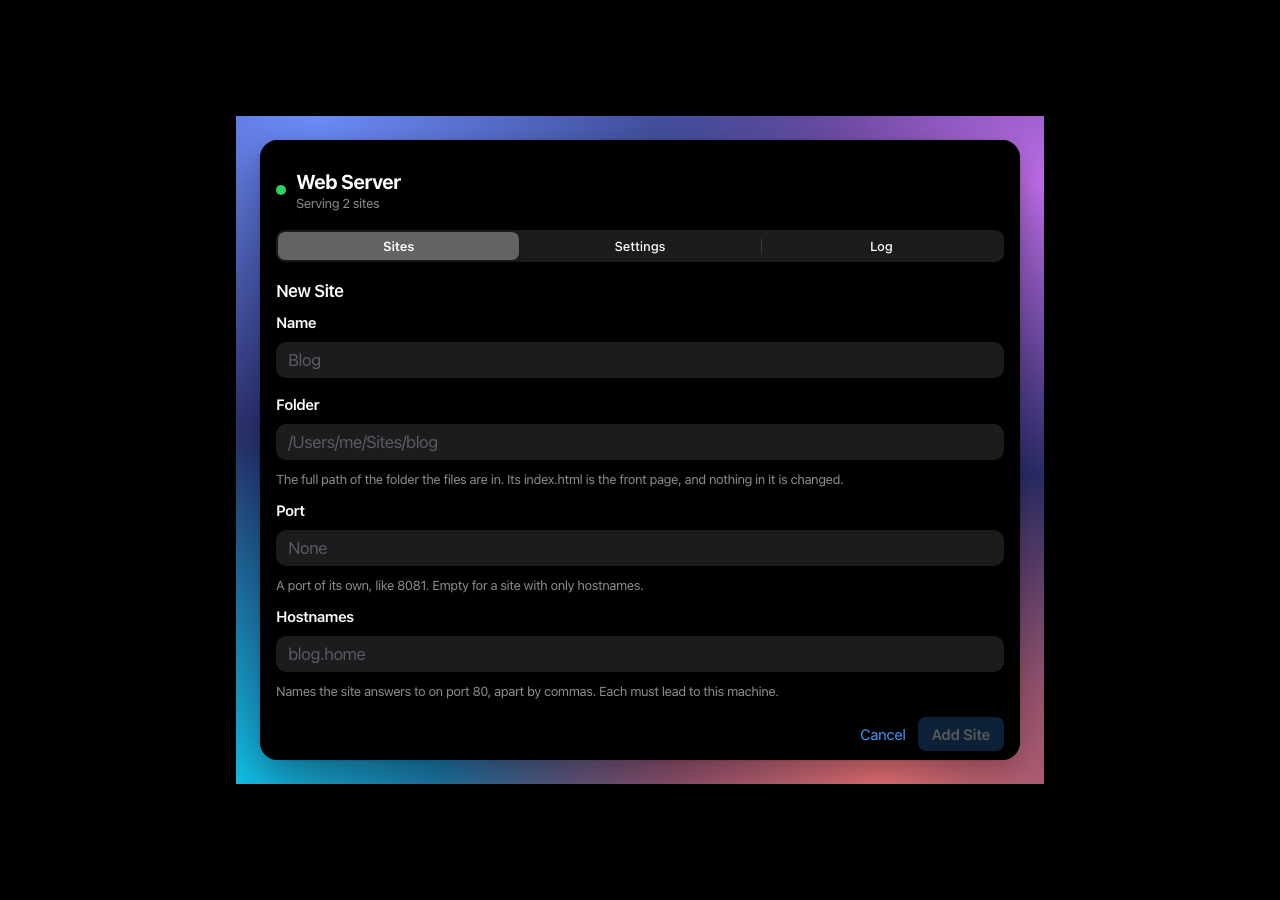 Web Server
Serving 2 sites
Sites
Settings
Log
New Site
Name
Blog
Folder
/Users/me/Sites/blog
The full path of the folder the files are in. Its index.html is the front page, and nothing in it is changed.
Port
None
A port of its own, like 8081. Empty for a site with only hostnames.
Hostnames
blog.home
Names the site answers to on port 80, apart by commas. Each must lead to this machine.
Cancel
Add Site